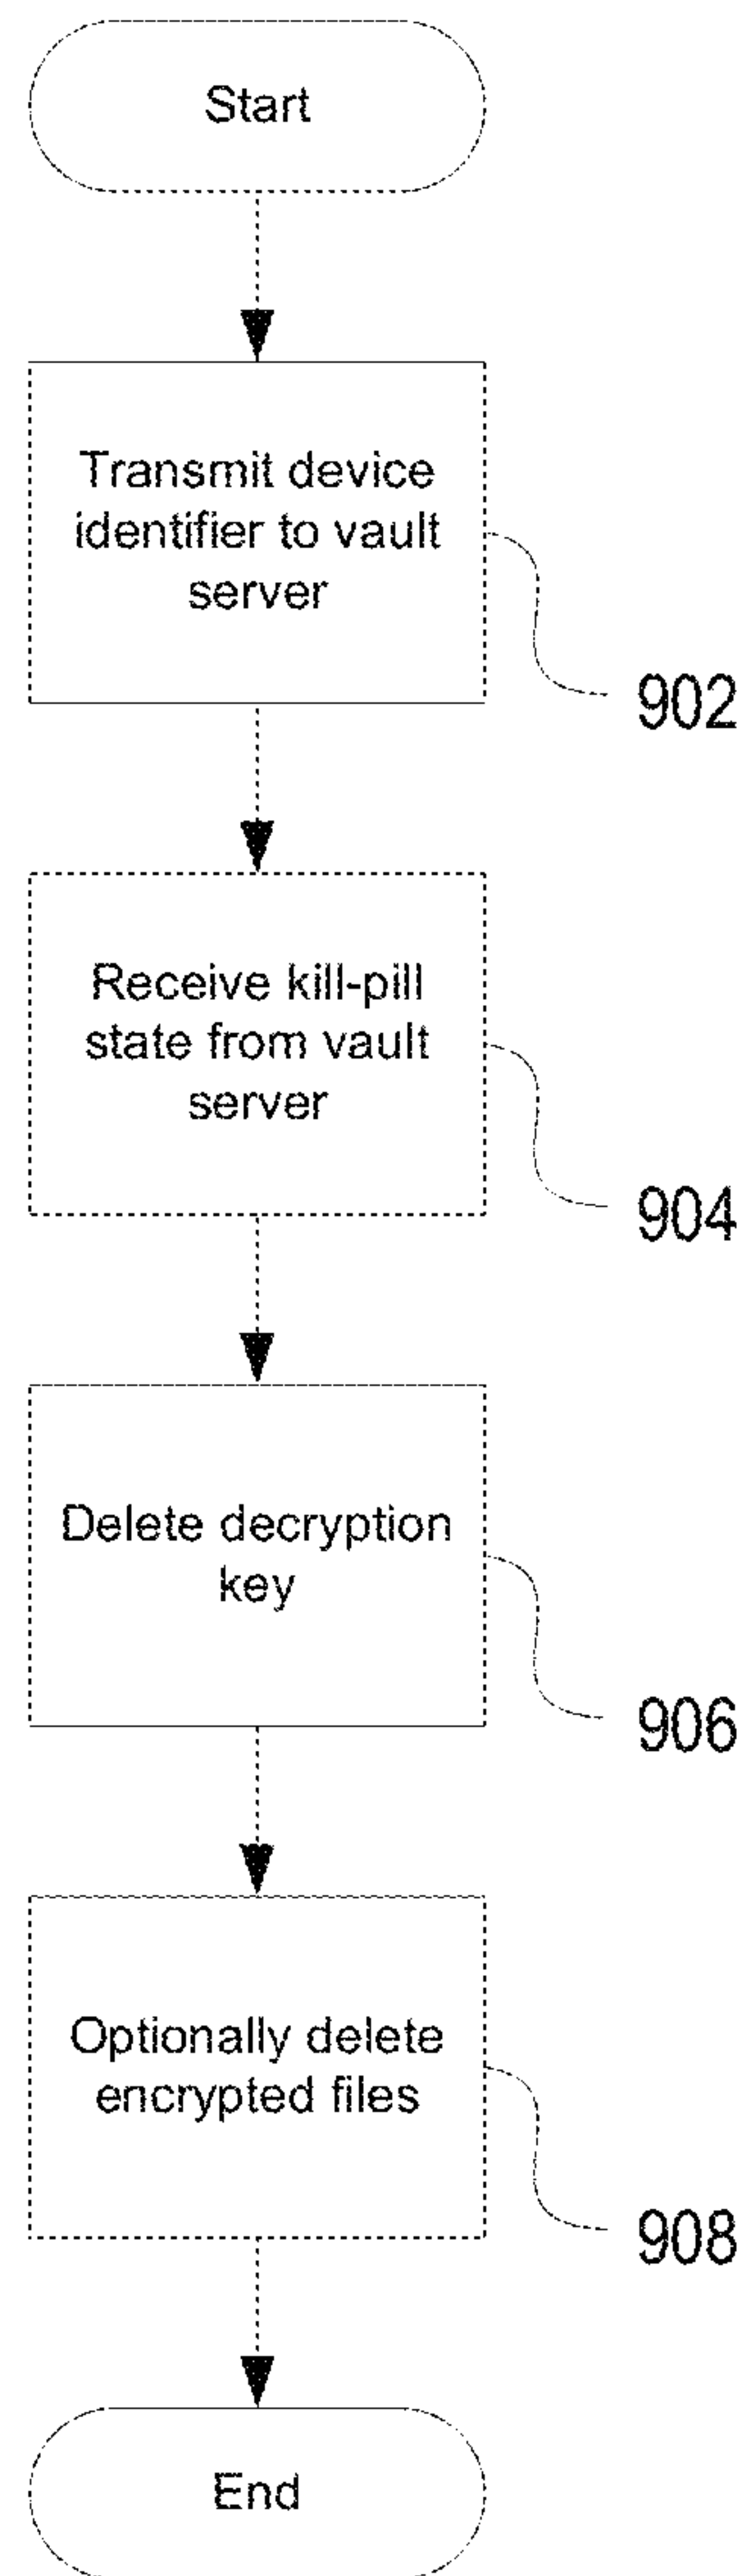 Start
Transmit device
identifier to vault
server
902
Receive kill-pill
state from vault
server
904
Delete decryption
key
906
Optionally delete
encrypted files
908
End